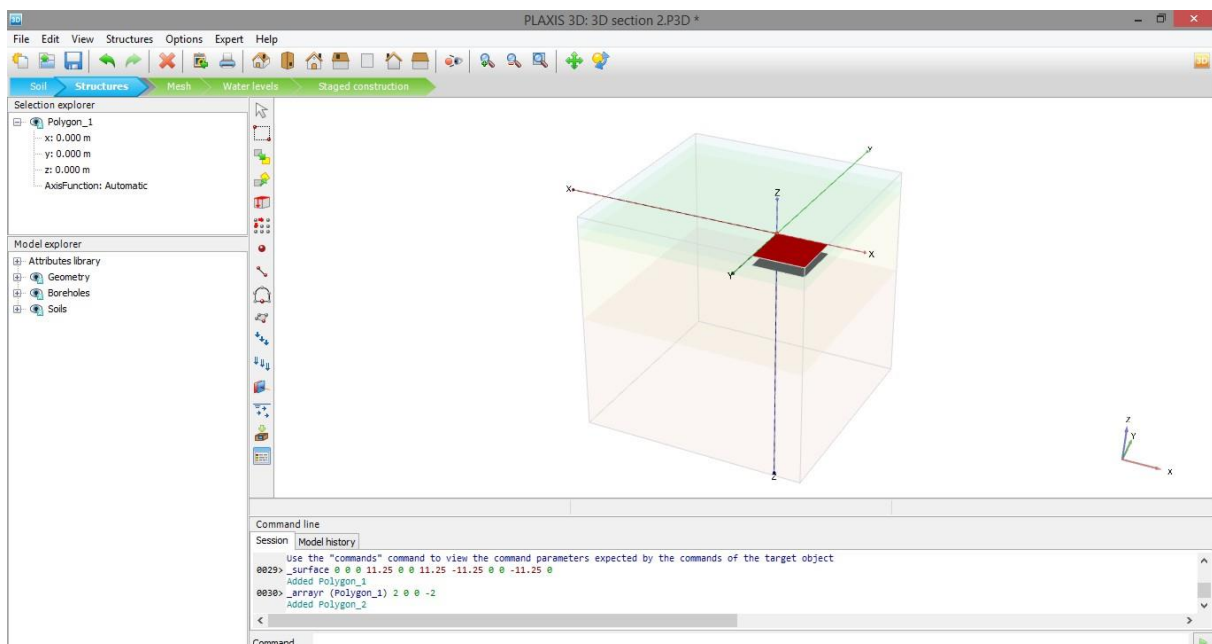 PLAXIS 3D: 3D section 2.P3D *
File Edit View Structures Options Expert Help
Soil Structures Mesh Water levels Staged construction
Selection explorer
Polygon_1
x: 0.000 m
y: 0.000 m
z: 0.000 m
AxisFunction: Automatic
Model explorer
Attributes library
Geometry
Boreholes
Soils
Y
X
Z
X
Y
Z
Z
Y
X
Command line
Session Model history
Use the "commands" command to view the command parameters expected by the commands of the target object
0029> _surface 0 0 0 11.25 0 0 11.25 -11.25 0 0 -11.25 0
Added Polygon_1
0030> _arrayr (Polygon_1) 2 0 0 -2
Added Polygon_2
Command